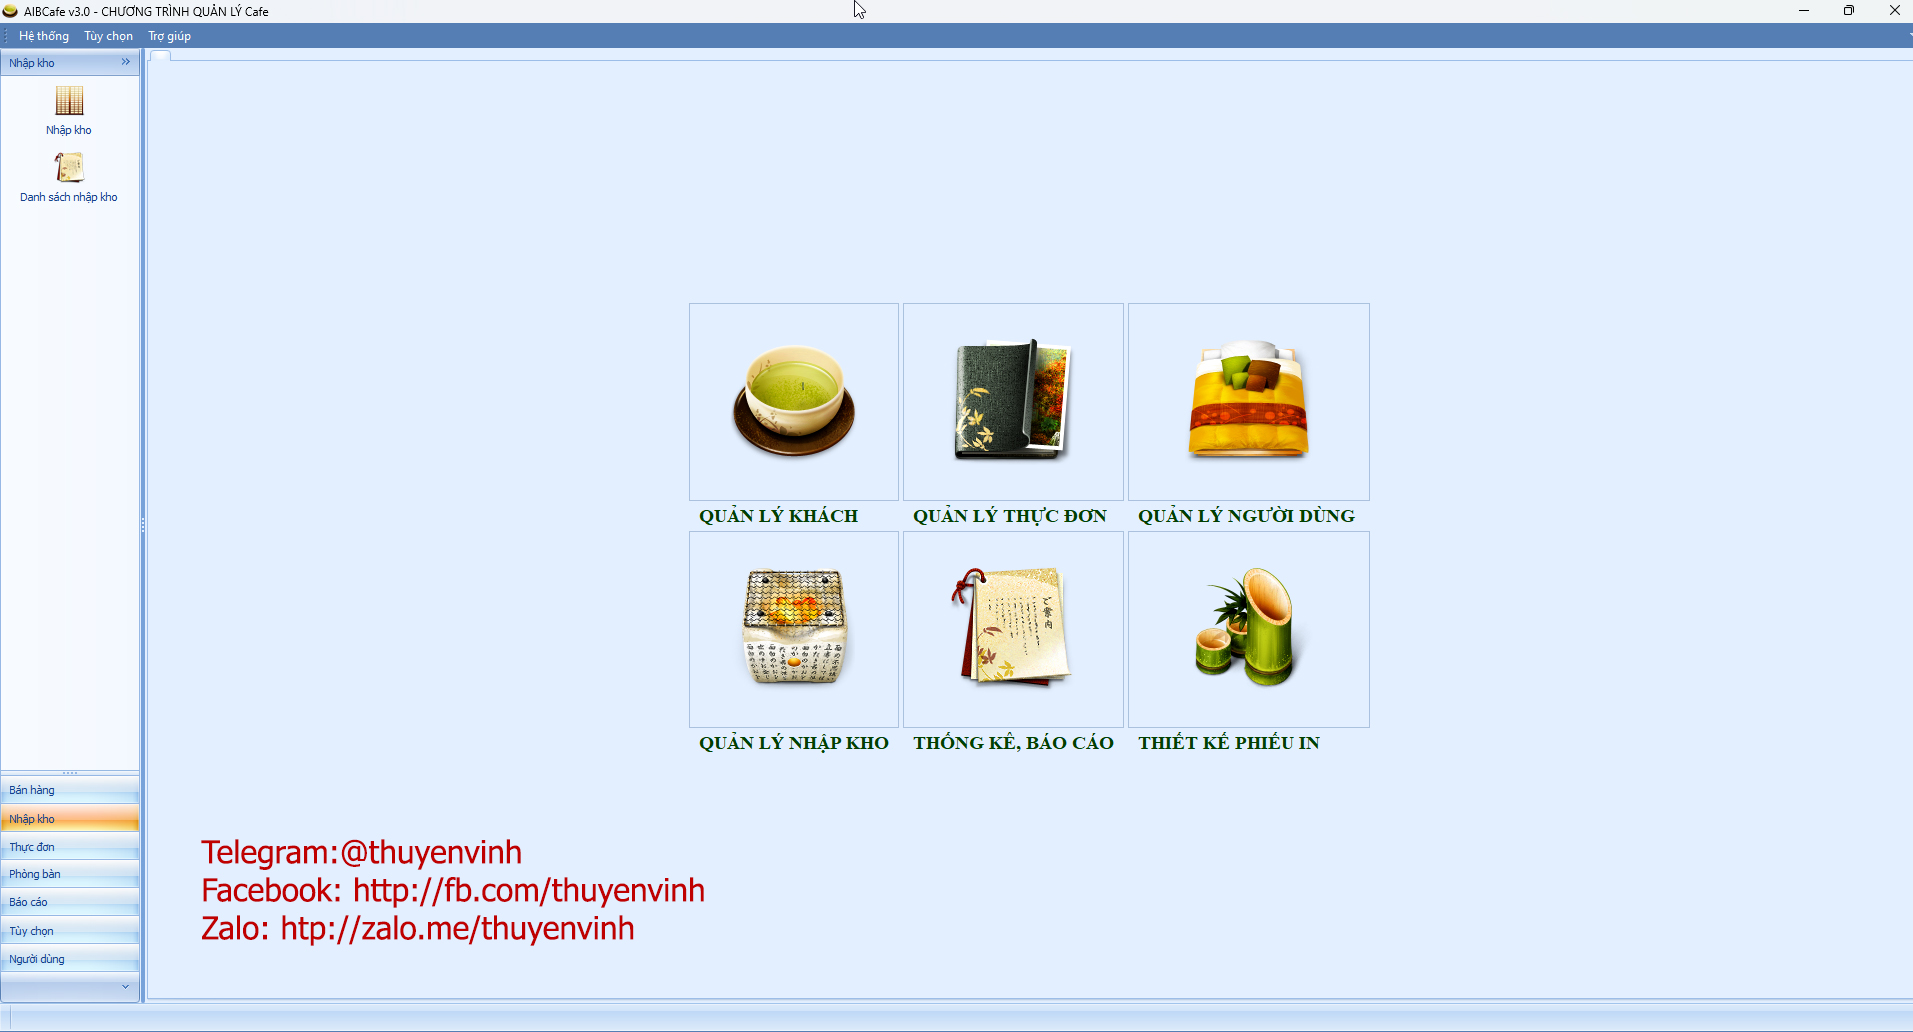 AIBCafe v3.0 - CHƯƠNG TRÌNH QUẢN LÝ Cafe
Hệ thống Tùy chọn Trợ giúp
Nhập kho
Nhập kho
Danh sách nhập kho
QUẢN LÝ KHÁCH QUẢN LÝ THỰC ĐƠN QUẢN LÝ NGƯỜI DÙNG
ご案内
QUẢN LÝ NHẬP KHO THỐNG KÊ, BÁO CÁO THIẾT KẾ PHIẾU IN
Bán hàng
Nhập kho
Thực đơn
Phòng bàn
Báo cáo
Tùy chọn
Người dùng
Telegram:@thuyenvinh
Facebook: http://fb.com/thuyenvinh
Zalo: htp://zalo.me/thuyenvinh